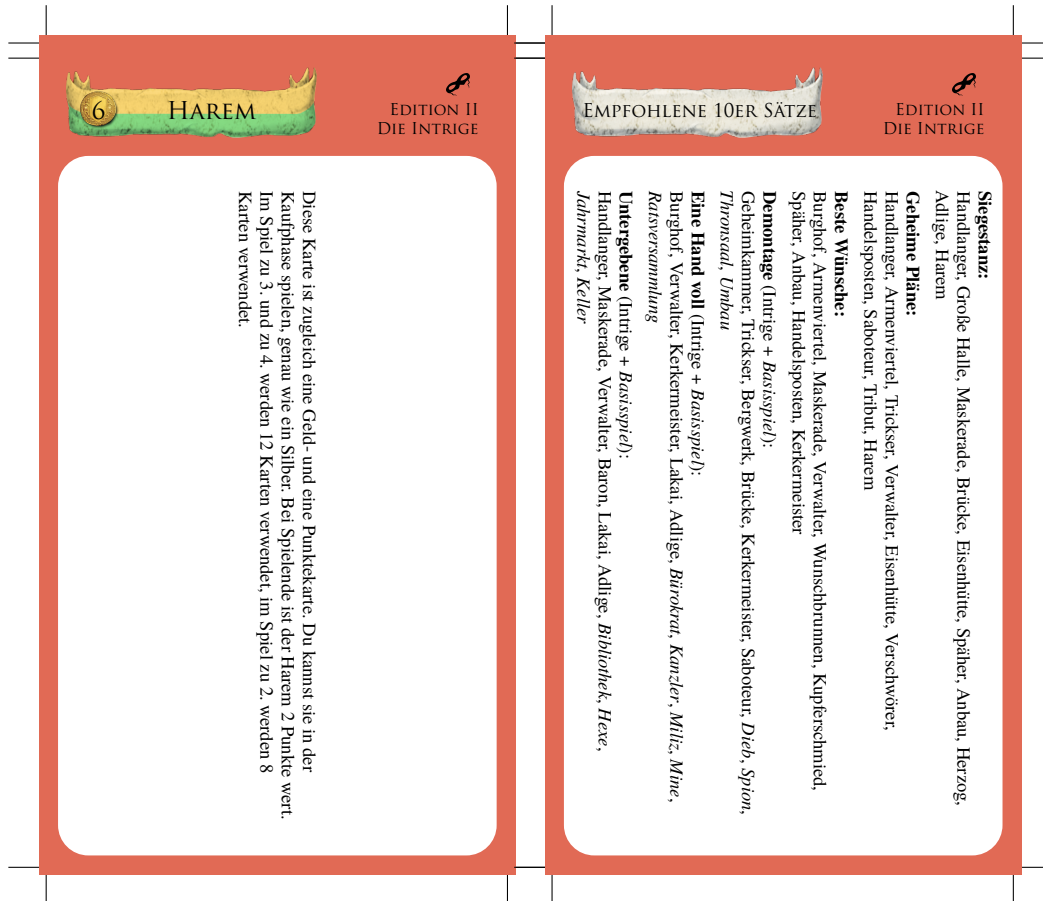 6
HAREM
EDITION II
DIE INTRIGE
Diese Karte ist zugleich eine Geld- und eine Punktekarte. Du kannst sie in der
Kaufphase spielen, genau wie ein Silber. Bei Spielende ist der Harem 2 Punkte wert.
Im Spiel zu 3. und zu 4. werden 12 Karten verwendet, im Spiel zu 2. werden 8
Karten verwendet.
EMPFOHLENE 10ER SÄTZE
EDITION II
DIE INTRIGE
Siegestanz:
Handlanger, Große Halle, Maskerade, Brücke, Eisenhütte, Späher, Anbau, Herzog,
Adlige, Harem
Geheime Pläne:
Handlanger, Armenviertel, Trickser, Verwalter, Eisenhütte, Verschwörer,
Handelsposten, Saboteur, Tribut, Harem
Beste Wünsche:
Burghof, Armenviertel, Maskerade, Verwalter, Wunschbrunnen, Kupferschmied,
Späher, Anbau, Handelsposten, Kerkermeister
Demontage (Intrige + Basisspiel):
Geheimkammer, Trickser, Bergwerk, Brücke, Kerkermeister, Saboteur, Dieb, Spion,
Thronsaal, Umbau
Eine Hand voll (Intrige + Basisspiel):
Burghof, Verwalter, Kerkermeister, Lakai, Adlige, Bürokrat, Kanzler, Miliz, Mine,
Ratsversammlung
Untergebene (Intrige + Basisspiel):
Handlanger, Maskerade, Verwalter, Baron, Lakai, Adlige, Bibliothek, Hexe,
Jahrmarkt, Keller